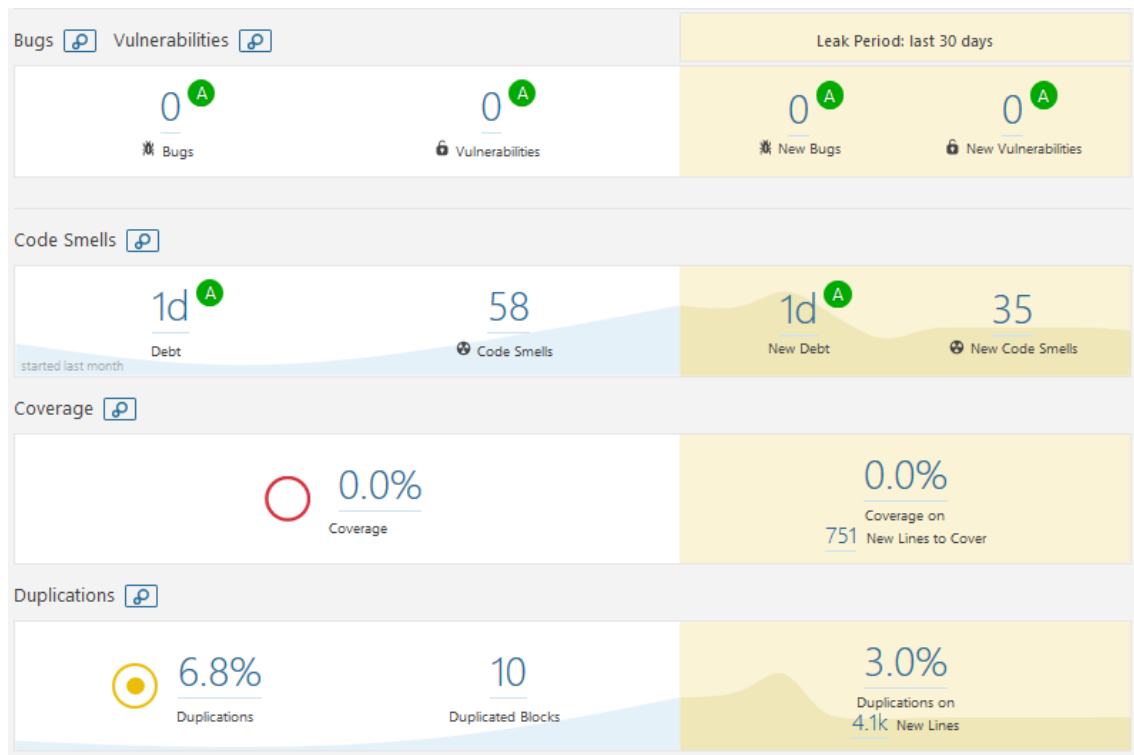 Bugs Vulnerabilities
Leak Period: last 30 days
0 A 0 A 0 A 0 A
Bugs Vulnerabilities New Bugs New Vulnerabilities
Code Smells
1d A 58 1d A 35
Debt Code Smells New Debt New Code Smells
started last month
Coverage
0.0% 0.0%
Coverage Coverage on
751 New Lines to Cover
Duplications
6.8% 10 3.0%
Duplications Duplicated Blocks Duplications on
4.1k New Lines